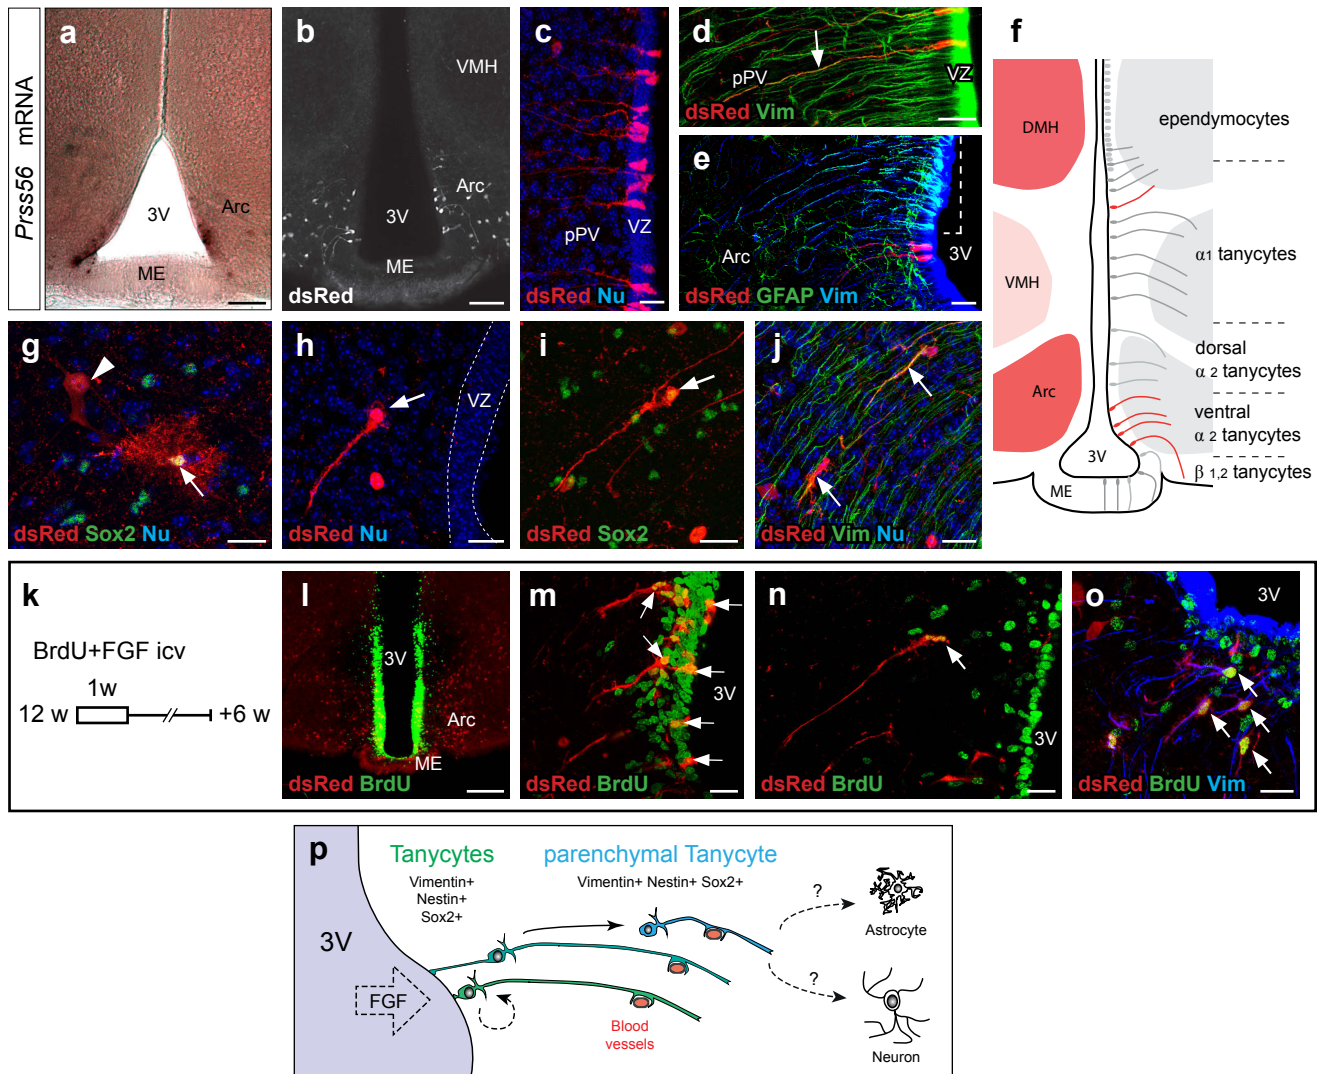 Prss56 mRNA
a
3V
Arc
ME
b
VMH
Arc
3V
ME
dsRed
c
pPV
VZ
dsRed Nu
d
pPV
VZ
dsRed Vim
e
Arc
3V
dsRed GFAP Vim
f
DMH
VMH
Arc
3V
ME
ependymocytes
α1 tanycytes
dorsal
α 2 tanycytes
ventral
α 2 tanycytes
β 1,2 tanycytes
g
dsRed Sox2 Nu
h
VZ
dsRed Nu
i
dsRed Sox2
j
dsRed Vim Nu
k
BrdU+FGF icv
1w
12 w
+6 w
l
3V
Arc
ME
dsRed BrdU
m
3V
dsRed BrdU
n
3V
dsRed BrdU
o
3V
dsRed BrdU Vim
p
Tanycytes
Vimentin+
Nestin+
Sox2+
parenchymal Tanycyte
Vimentin+ Nestin+ Sox2+
3V
FGF
Blood
vessels
?
Astrocyte
?
Neuron